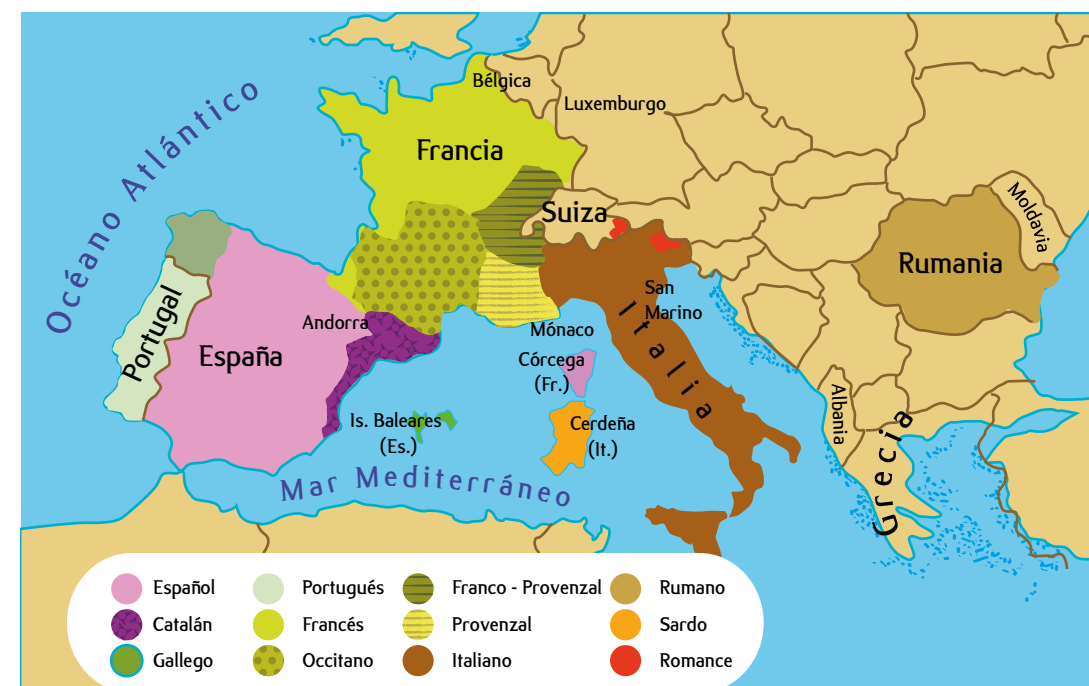 Océano Atlántico
Bélgica
Luxemburgo
Francia
Suiza
Moldavia
Rumania
San
Marino
Andorra
Mónaco
Portugal
España
Italia
Córcega
(Fr.)
Is. Baleares
(Es.)
Cerdeña
(It.)
Albania
Grecia
Mar Mediterráneo
Español
Portugués
Franco - Provenzal
Rumano
Catalán
Francés
Provenzal
Sardo
Gallego
Occitano
Italiano
Romance